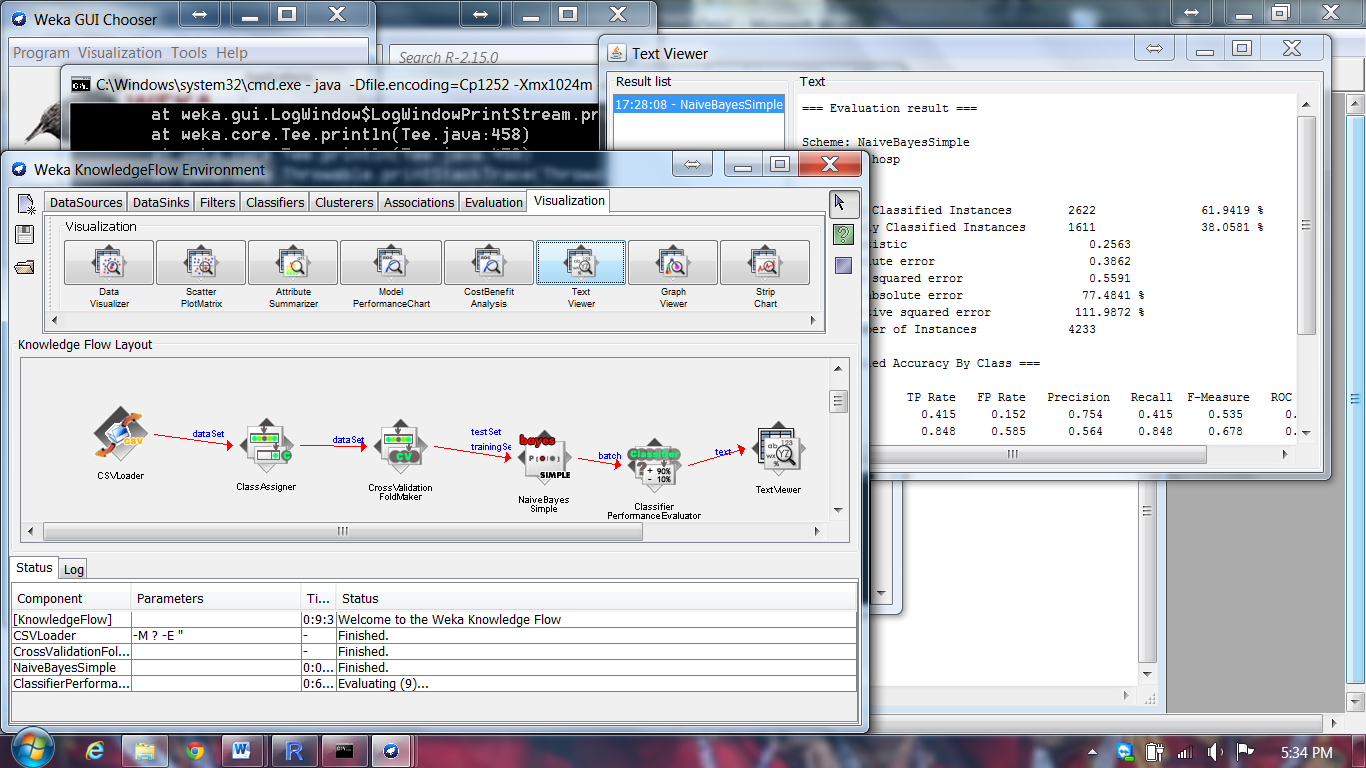 Weka GUI Chooser
Program Visualization Tools Help
Search R-2.15.0
C:\Windows\system32\cmd.exe - java -Dfile.encoding=Cp1252 -Xmx1024m
at weka.gui.LogWindow$LogWindowPrintStream.pr
at weka.core.Tee.println(Tee.java:458)
Text Viewer
Result list
17:28:08 - NaiveBayesSimple
Text
=== Evaluation result ===
Scheme: NaiveBayesSimple
hosp
Classified Instances 2622 61.9419 %
y Classified Instances 1611 38.0581 %
tistic 0.2563
ute error 0.3862
squared error 0.5591
bsolute error 77.4841 %
tive squared error 111.9872 %
er of Instances 4233
ed Accuracy By Class ===
TP Rate FP Rate Precision Recall F-Measure ROC
0.415 0.152 0.754 0.415 0.535 0.
0.848 0.585 0.564 0.848 0.678 0.
Weka KnowledgeFlow Environment
DataSources DataSinks Filters Classifiers Clusterers Associations Evaluation Visualization
Visualization
Data Visualizer
Scatter PlotMatrix
Attribute Summarizer
Model PerformanceChart
CostBenefit Analysis
Text Viewer
Graph Viewer
Strip Chart
Knowledge Flow Layout
CSV
CSVLoader
dataSet
C
ClassAssigner
dataSet
CV
CrossValidation
FoldMaker
testSet
trainingSe
bayes
SIMPLE
NaiveBayes
Simple
batch
Classifier
+ 90%
- 10%
Classifier
PerformanceEvaluator
text
TextViewer
Status Log
Component Parameters Ti... Status
[KnowledgeFlow] 0:9:3 Welcome to the Weka Knowledge Flow
CSVLoader -M ? -E " - Finished.
CrossValidationFol... - Finished.
NaiveBayesSimple 0:0... Finished.
ClassifierPerforma... 0:6... Evaluating (9)...
5:34 PM